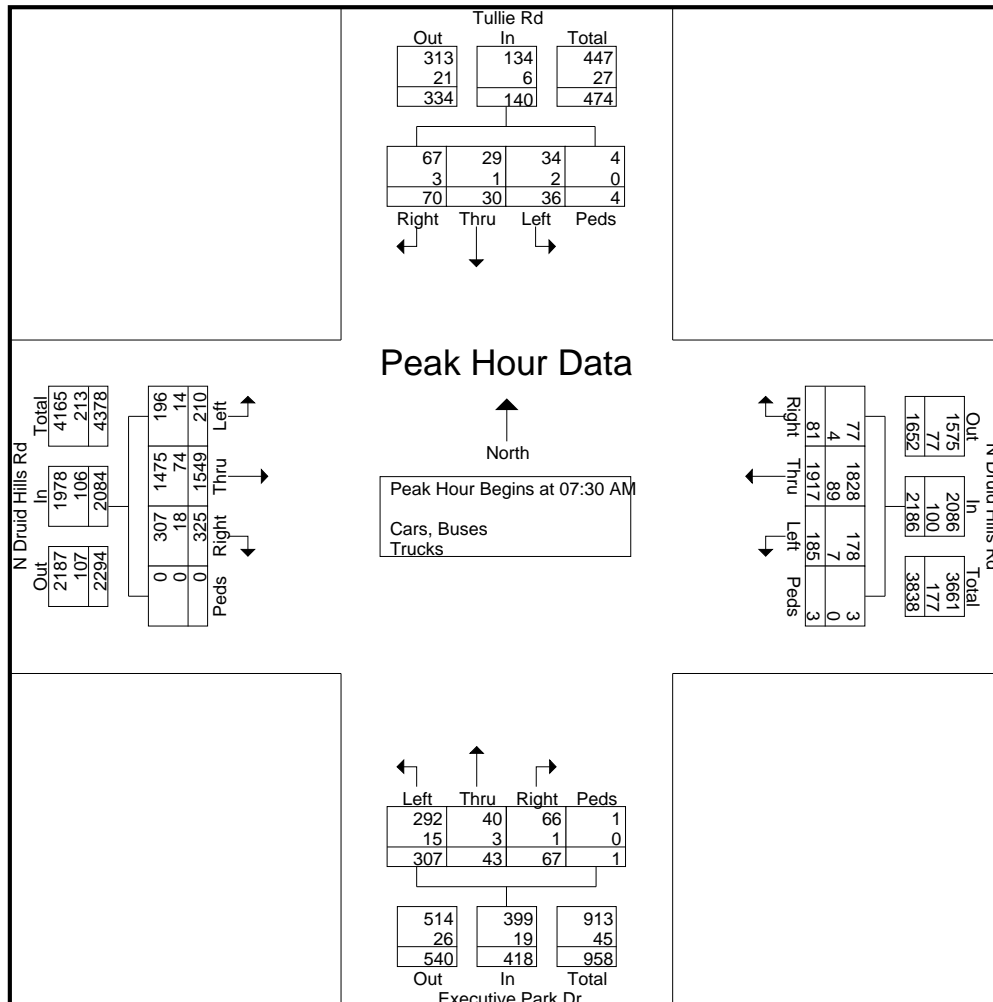 Tullie Rd
Out In Total
313 134 447
21 6 27
334 140 474
67 29 34 4
3 1 2 0
70 30 36 4
Right Thru Left Peds
Peak Hour Data
North
Peak Hour Begins at 07:30 AM
Cars, Buses
Trucks
N Druid Hills Rd
Total In Out
4165 1978 2187
213 106 107
4378 2084 2294
196 1475 307 0
14 74 18 0
210 1549 325 0
Left Thru Right Peds
N Druid Hills Rd
Out In Total
1575 2086 3661
77 100 177
1652 2186 3838
77 1828 178 3
4 89 7 0
81 1917 185 3
Right Thru Left Peds
Left Thru Right Peds
292 40 66 1
15 3 1 0
307 43 67 1
514 399 913
26 19 45
540 418 958
Out In Total
Executive Park Dr